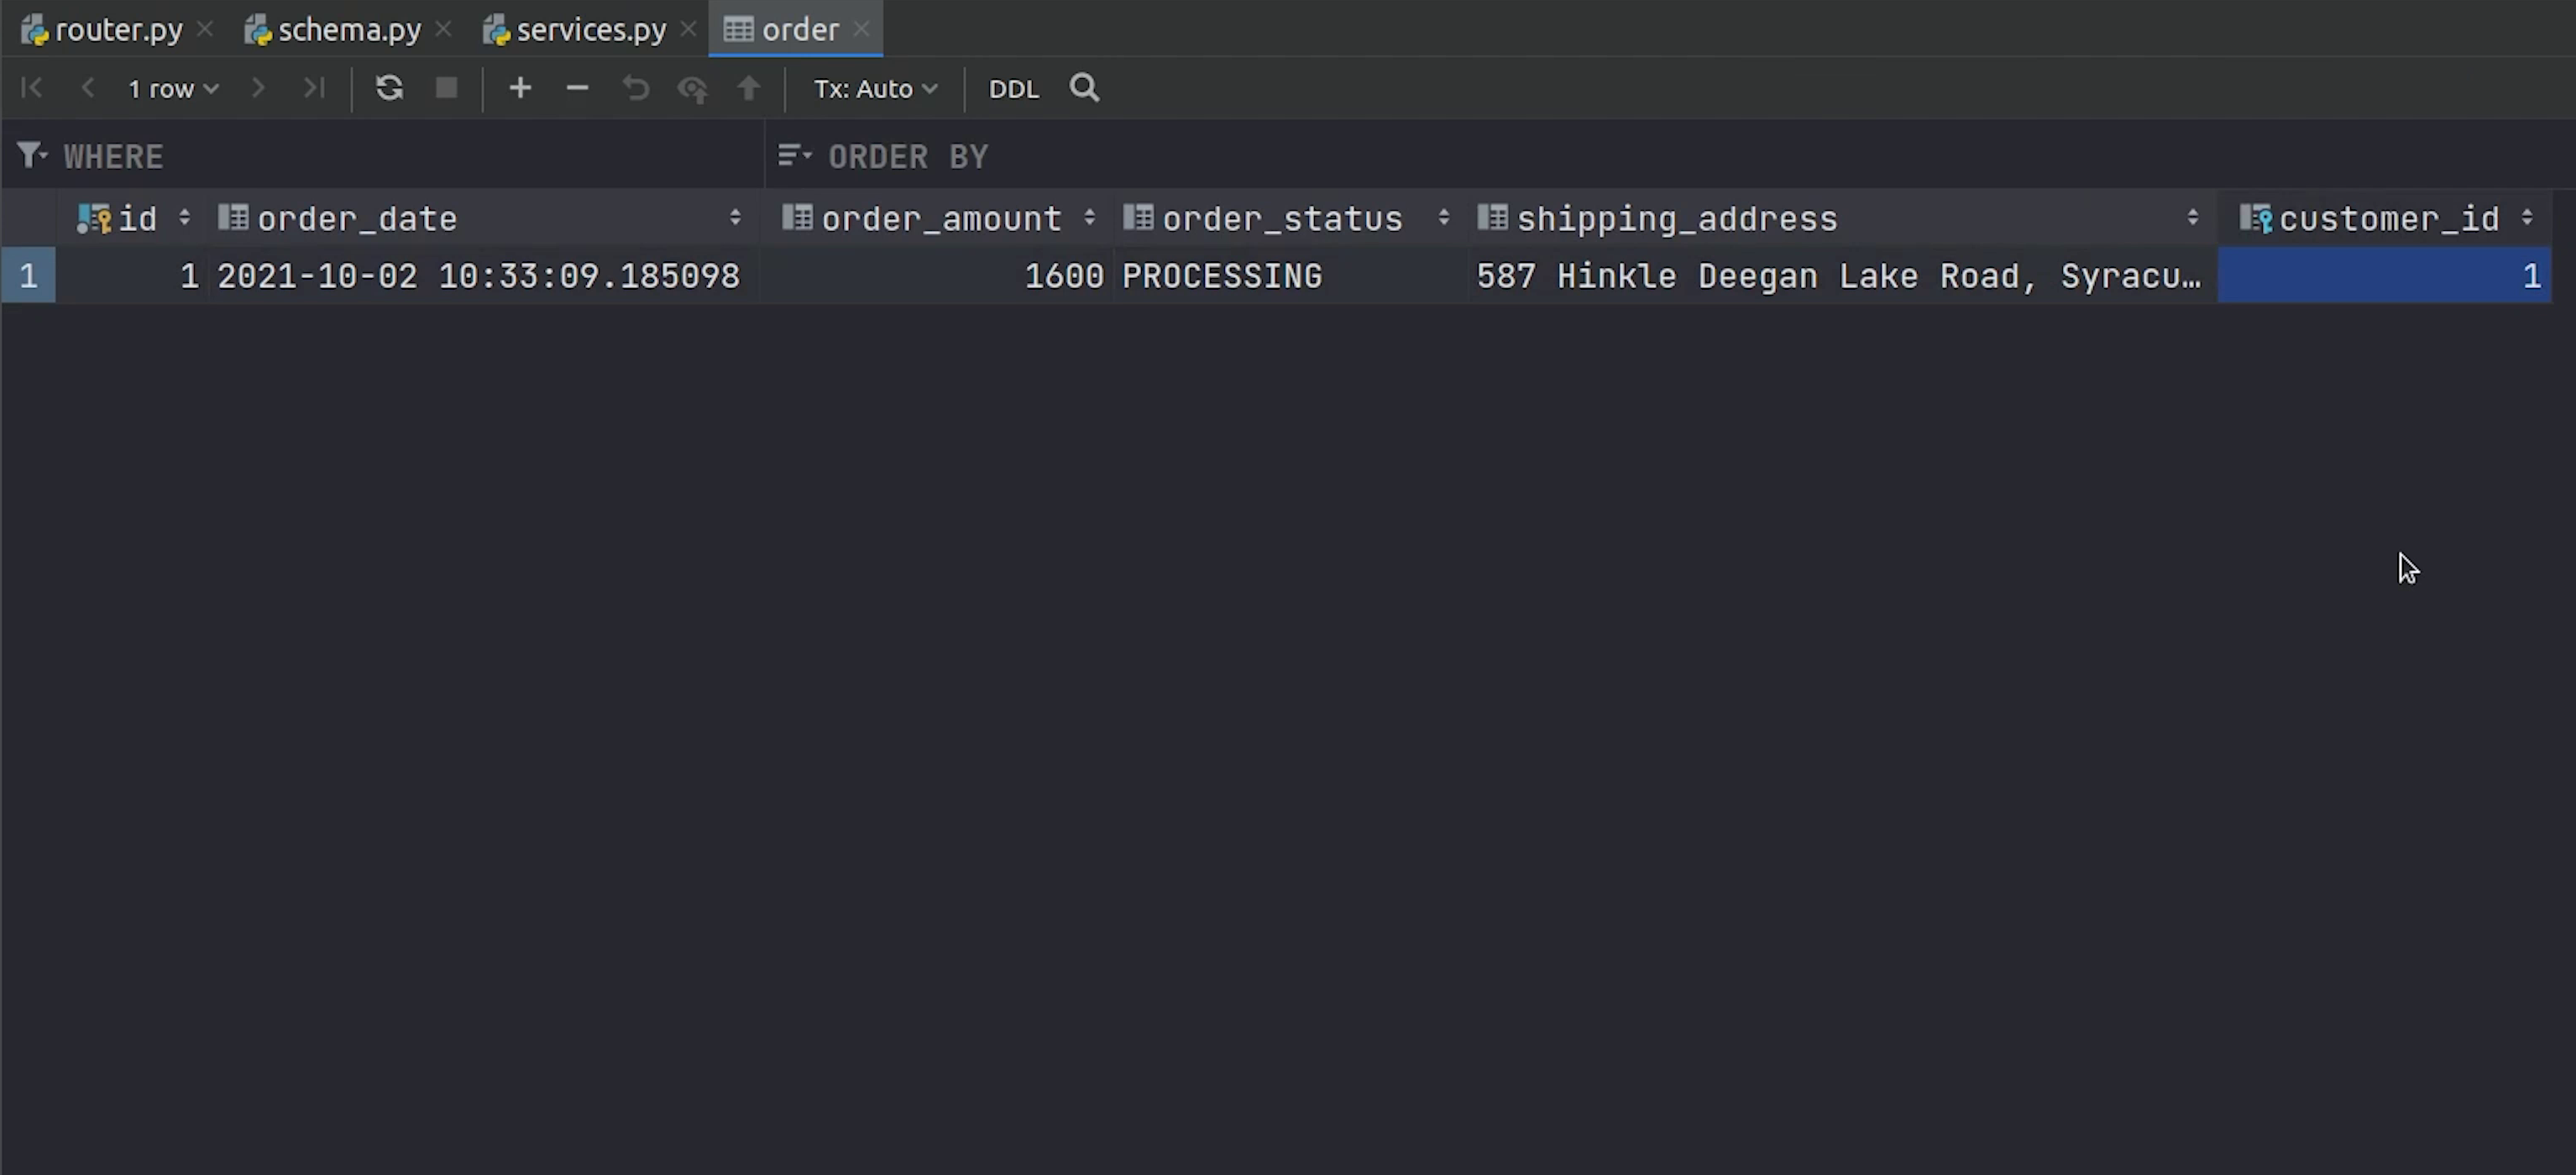 router.py schema.py services.py order
1 row Tx: Auto DDL
WHERE ORDER BY
id order_date order_amount order_status shipping_address customer_id
1 1 2021-10-02 10:33:09.185098 1600 PROCESSING 587 Hinkle Deegan Lake Road, Syracu… 1